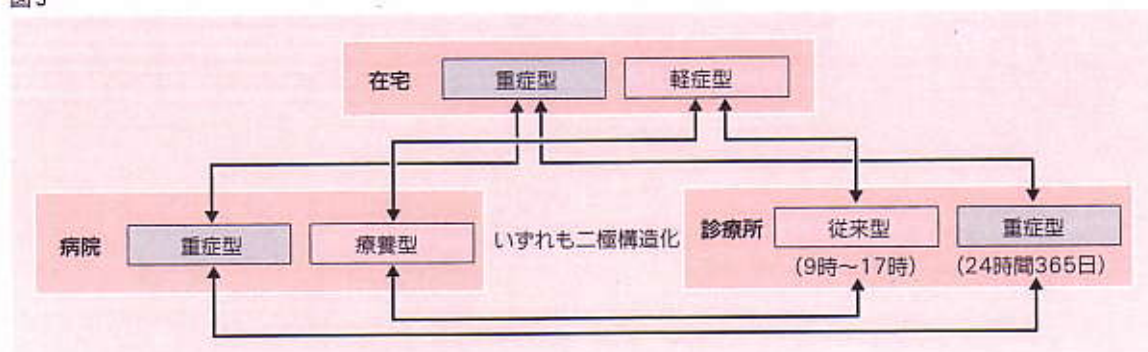 在宅 重症型 軽症型
病院 重症型 療養型 いずれも二極構造化 診療所 従来型 重症型
(9時～17時) (24時間365日)